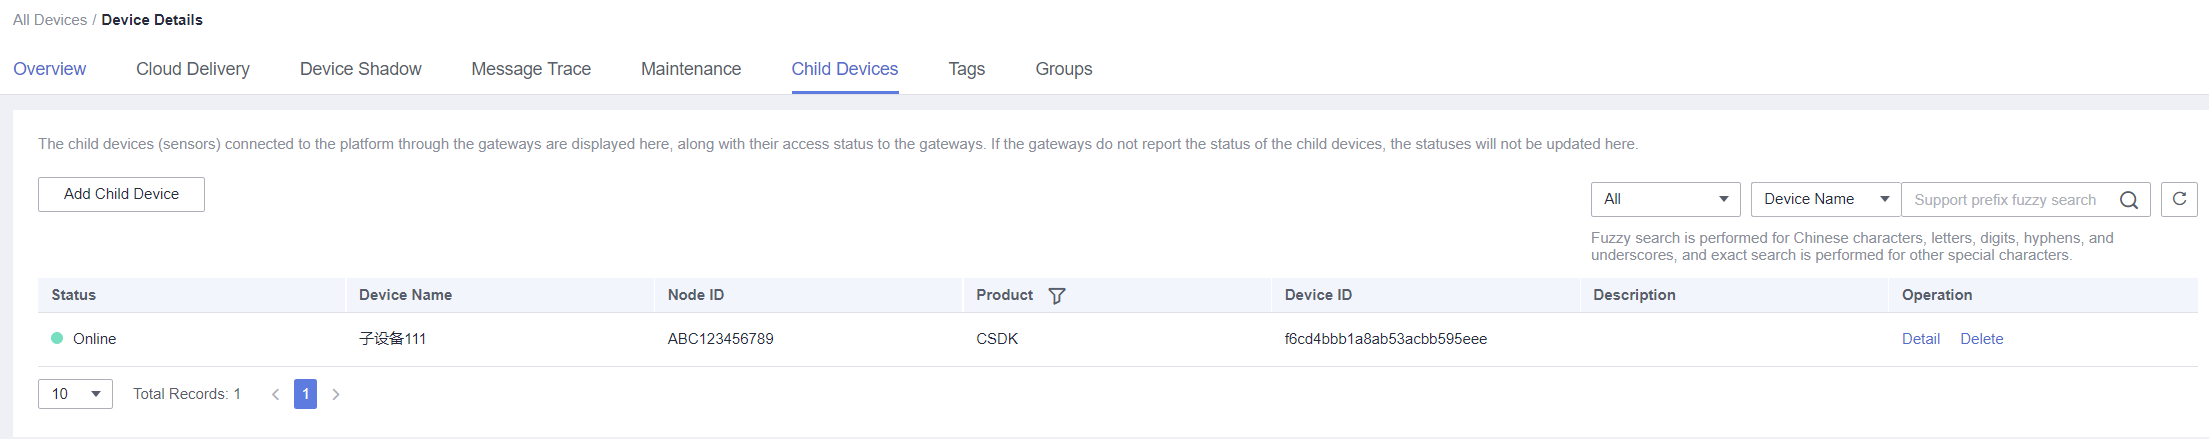 All Devices / Device Details
Overview Cloud Delivery Device Shadow Message Trace Maintenance Child Devices Tags Groups
The child devices (sensors) connected to the platform through the gateways are displayed here, along with their access status to the gateways. If the gateways do not report the status of the child devices, the statuses will not be updated here.
Add Child Device All Device Name Support prefix fuzzy search
Fuzzy search is performed for Chinese characters, letters, digits, hyphens, and
underscores, and exact search is performed for other special characters.
Status Device Name Node ID Product Device ID Description Operation
Online 子设备111 ABC123456789 CSDK f6cd4bbb1a8ab53acbb595eee Detail Delete
10 Total Records: 1 < 1 >